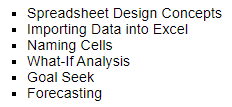 ▪ Spreadsheet Design Concepts
▪ Importing Data into Excel
▪ Naming Cells
▪ What-If Analysis
▪ Goal Seek
▪ Forecasting